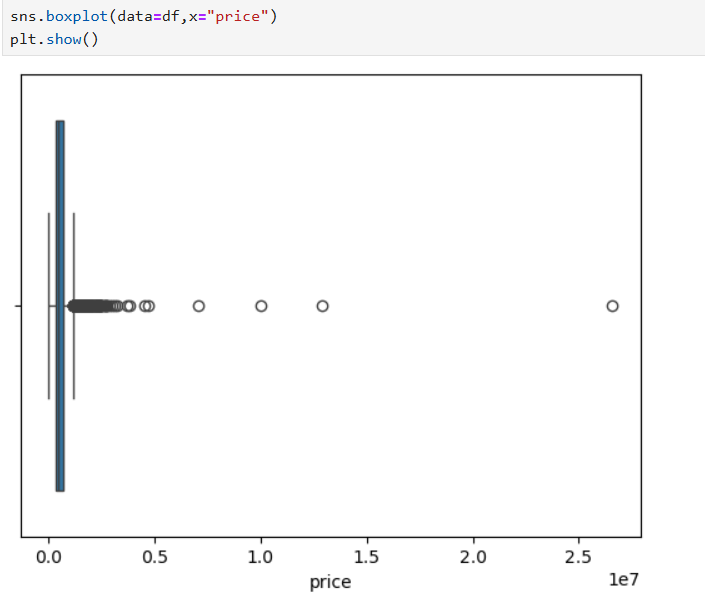 sns.boxplot(data=df,x="price")
plt.show()
0.0 0.5 1.0 1.5 2.0 2.5
1e7
price